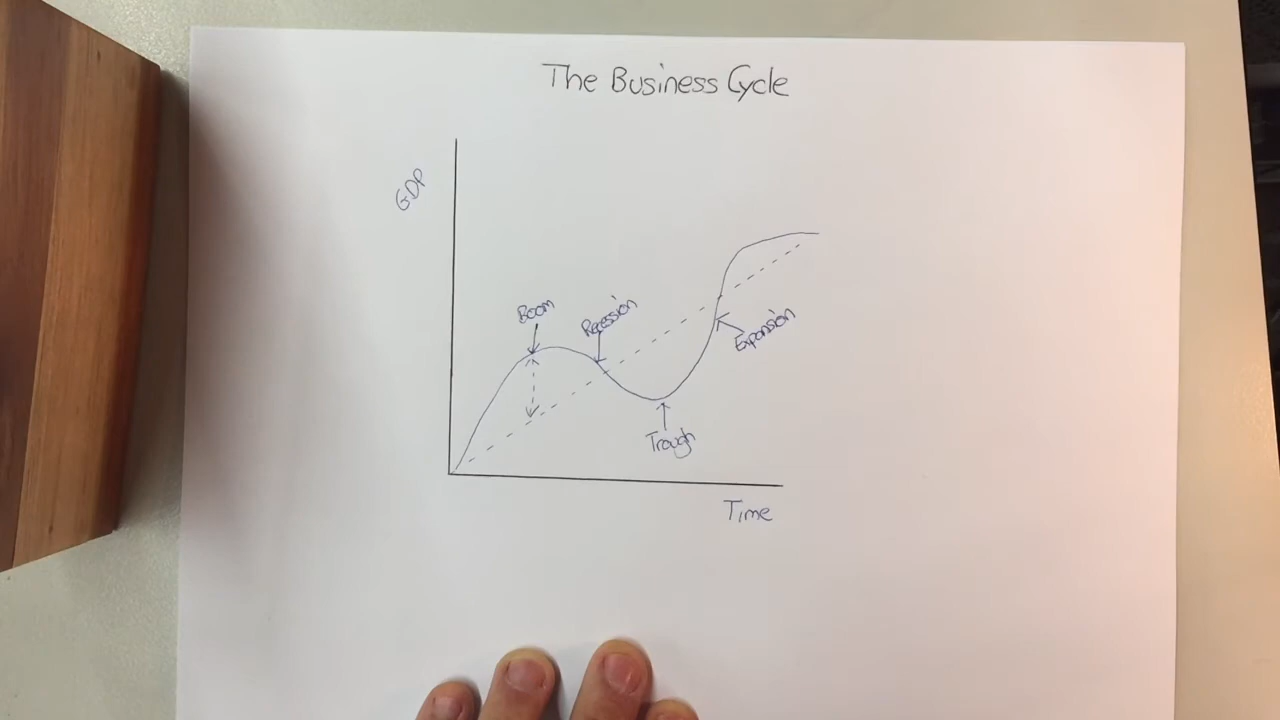 The Business Cycle
GDP
Boom
Recession
Expansion
Trough
Time